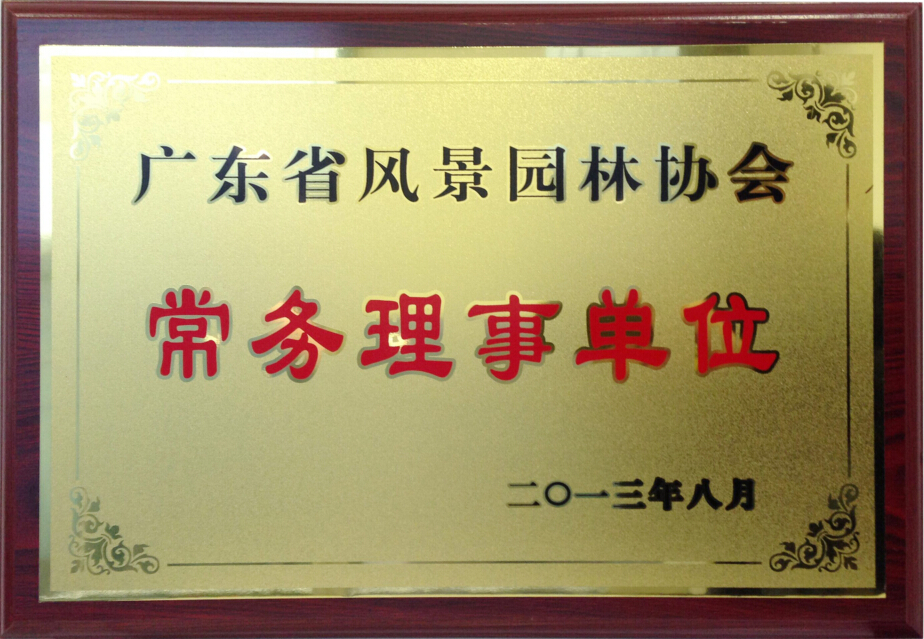 广东省风景园林协会
常务理事单位
二〇一三年八月